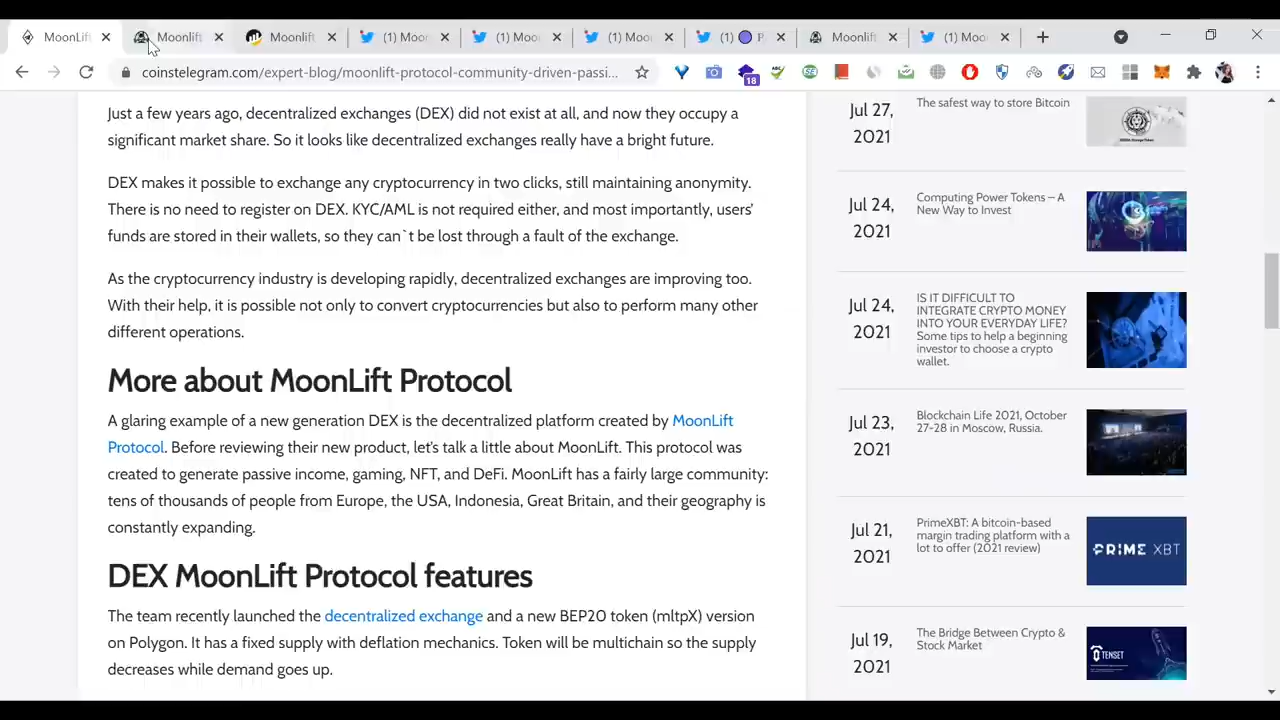 MoonLift
Moonlift
Moonlift
(1) Moon
(1) Moo
(1) Moo
(1)
Moonlift
(1) Moo
coinstelegram.com/expert-blog/moonlift-protocol-community-driven-passi...
18
Just a few years ago, decentralized exchanges (DEX) did not exist at all, and now they occupy a
significant market share. So it looks like decentralized exchanges really have a bright future.
DEX makes it possible to exchange any cryptocurrency in two clicks, still maintaining anonymity.
There is no need to register on DEX. KYC/AML is not required either, and most importantly, users'
funds are stored in their wallets, so they can`t be lost through a fault of the exchange.
As the cryptocurrency industry is developing rapidly, decentralized exchanges are improving too.
With their help, it is possible not only to convert cryptocurrencies but also to perform many other
different operations.
More about MoonLift Protocol
A glaring example of a new generation DEX is the decentralized platform created by MoonLift
Protocol. Before reviewing their new product, let's talk a little about MoonLift. This protocol was
created to generate passive income, gaming, NFT, and DeFi. MoonLift has a fairly large community:
tens of thousands of people from Europe, the USA, Indonesia, Great Britain, and their geography is
constantly expanding.
DEX MoonLift Protocol features
The team recently launched the decentralized exchange and a new BEP20 token (mltpX) version
on Polygon. It has a fixed supply with deflation mechanics. Token will be multichain so the supply
decreases while demand goes up.
Jul 27,
2021
The safest way to store Bitcoin
Jul 24,
2021
Computing Power Tokens – A
New Way to Invest
Jul 24,
2021
IS IT DIFFICULT TO
INTEGRATE CRYPTO MONEY
INTO YOUR EVERYDAY LIFE?
Some tips to help a beginning
investor to choose a crypto
wallet.
Jul 23,
2021
Blockchain Life 2021, October
27-28 in Moscow, Russia.
Jul 21,
2021
PrimeXBT: A bitcoin-based
margin trading platform with a
lot to offer (2021 review)
PRIME XBT
Jul 19,
2021
The Bridge Between Crypto &
Stock Market
TENSET